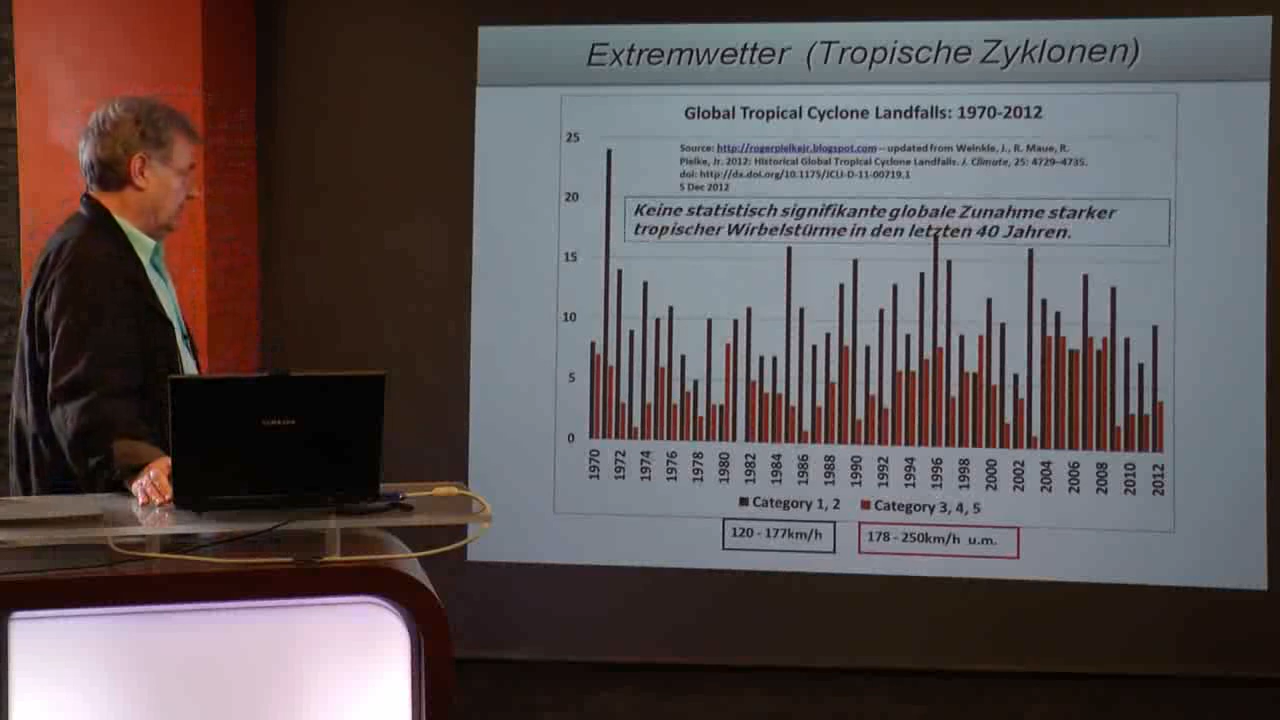 Extremwetter (Tropische Zyklonen)
Global Tropical Cyclone Landfalls: 1970-2012
Source: http://rogerpielkejr.blogspot.com – updated from Weinkle, J., R. Maue, R.
Pielke, Jr. 2012: Historical Global Tropical Cyclone Landfalls. J. Climate, 25: 4729–4735.
doi: http://dx.doi.org/10.1175/JCLI-D-11-00719.1
5 Dec 2012
Keine statistisch signifikante globale Zunahme starker
tropischer Wirbelstürme in den letzten 40 Jahren.
25
20
15
10
5
0
1970 1972 1974 1976 1978 1980 1982 1984 1986 1988 1990 1992 1994 1996 1998 2000 2002 2004 2006 2008 2010 2012
Category 1, 2 Category 3, 4, 5
120 - 177km/h 178 - 250km/h u.m.
SAMSUNG